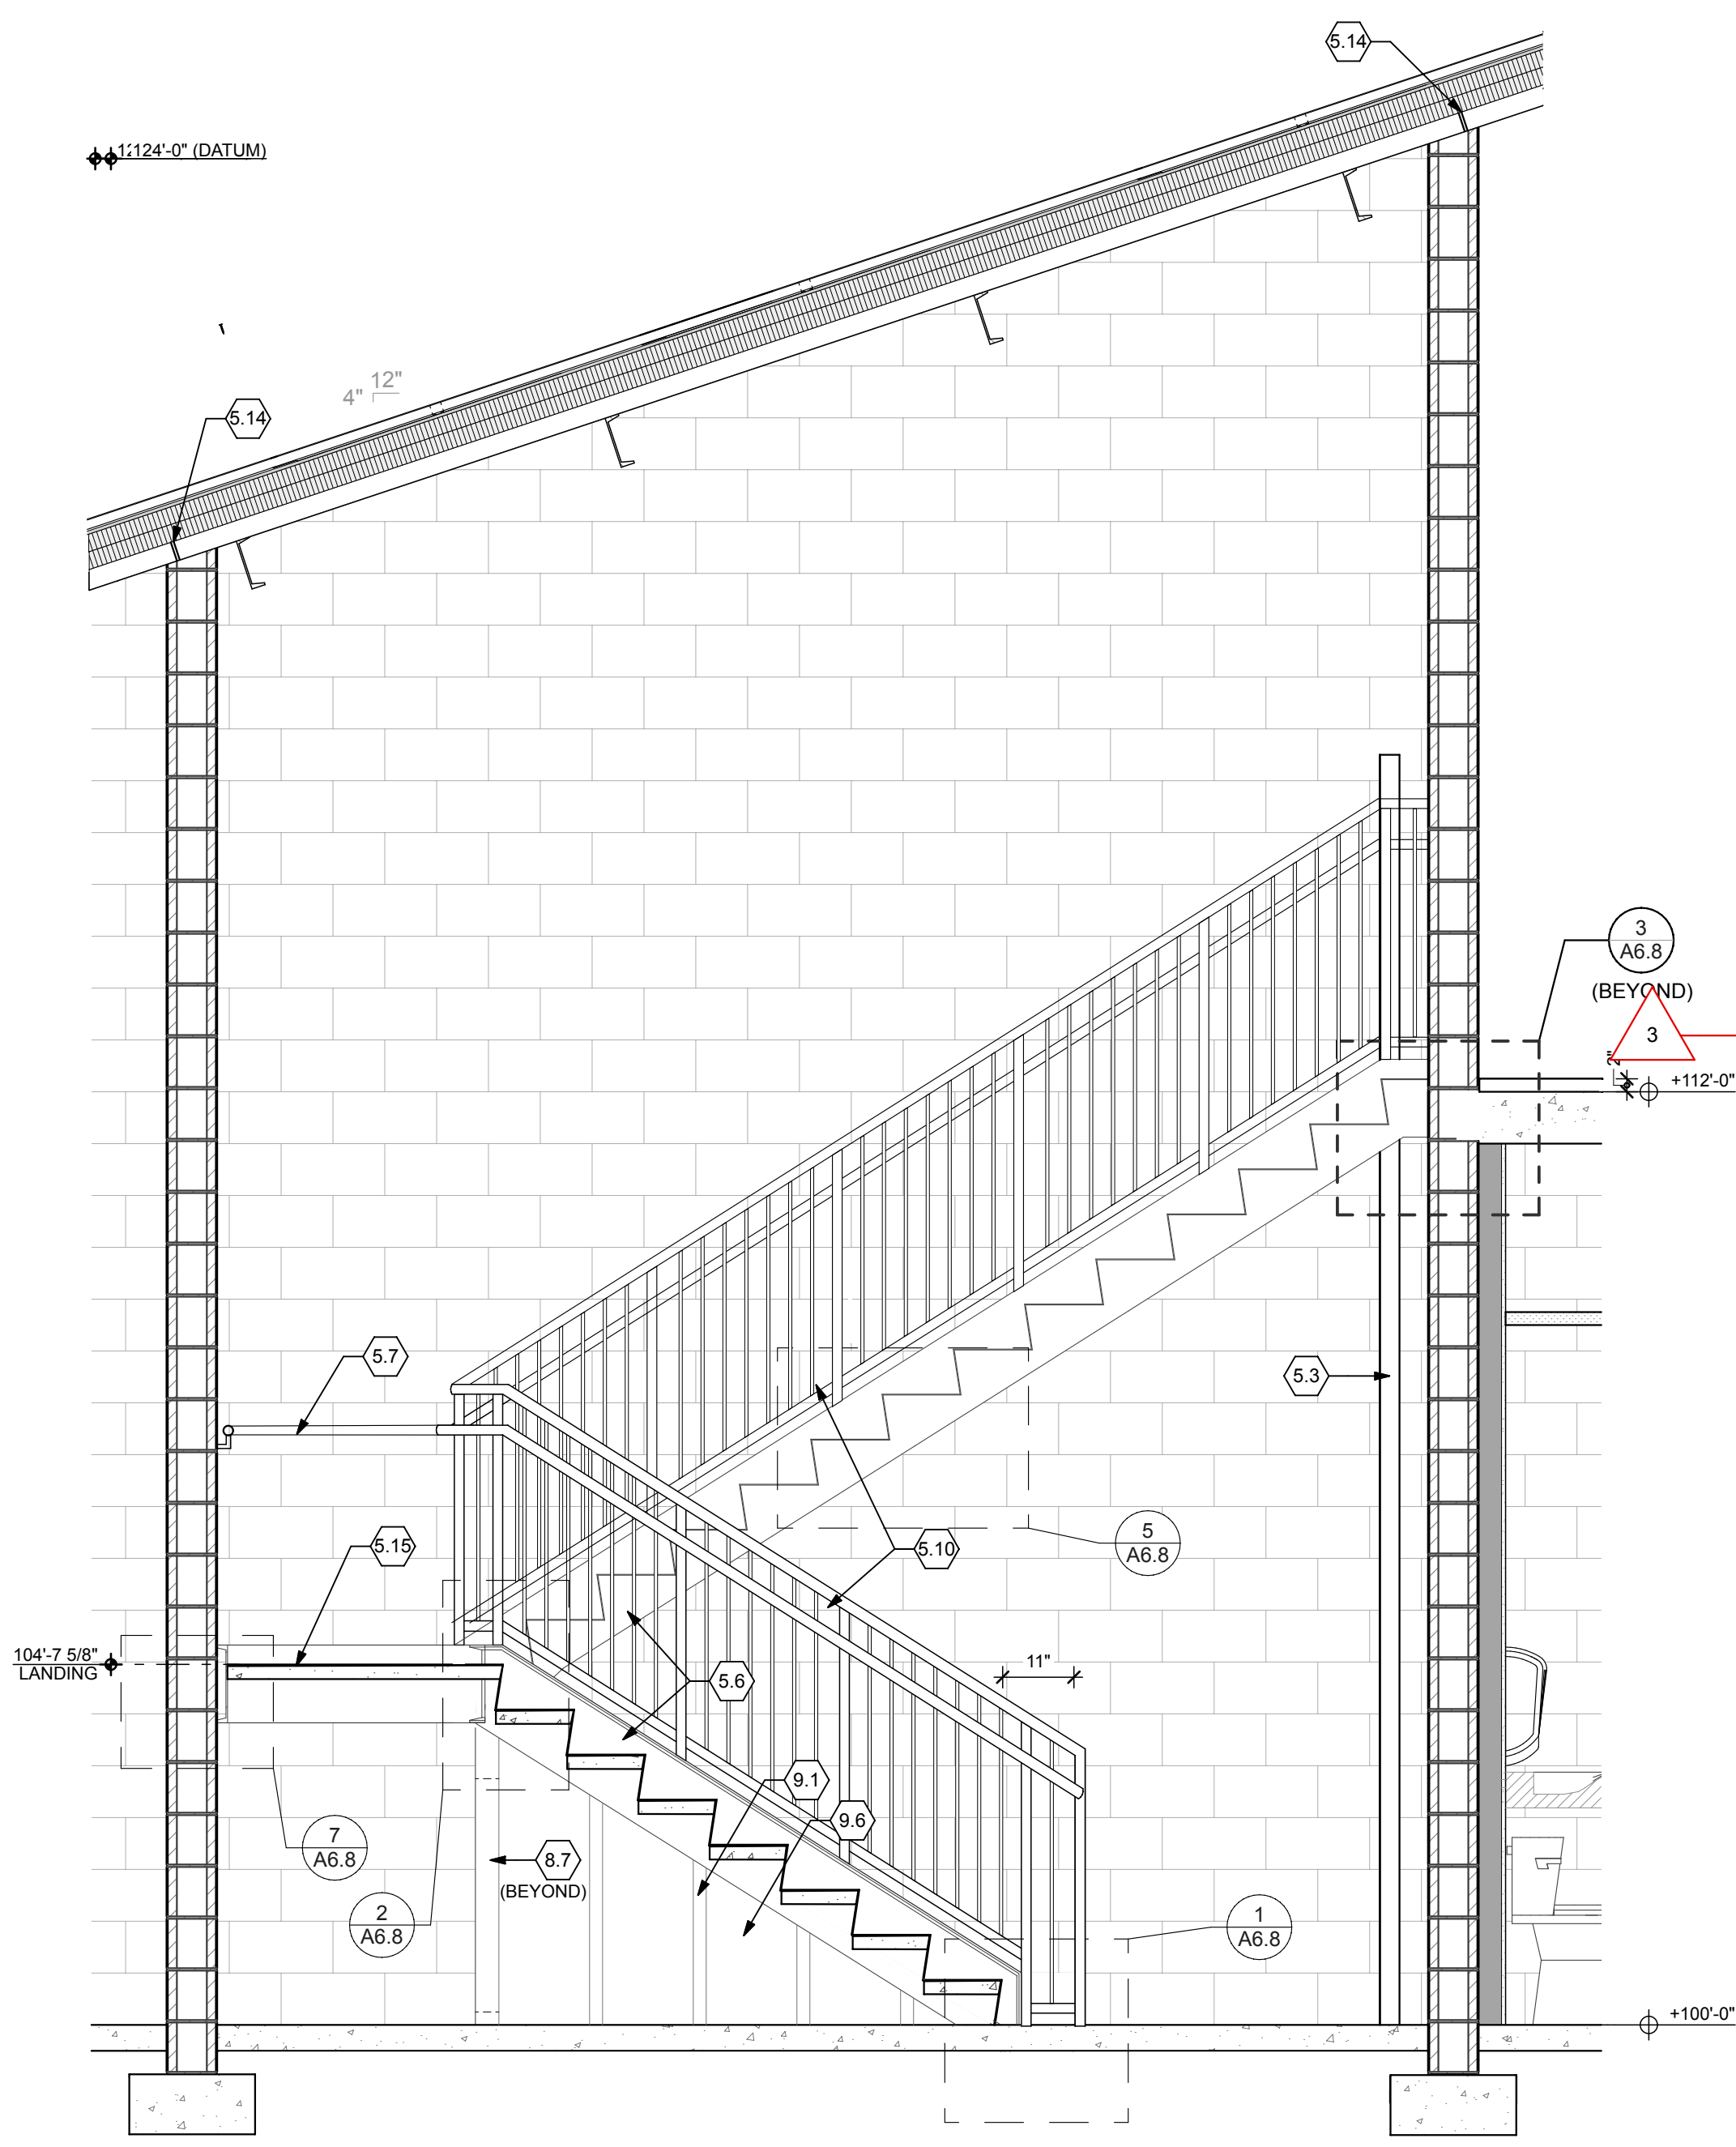 5.14
124'-0" (DATUM)
12"
4"
5.14
3
A6.8
(BEYOND)
3
2"
+112'-0"
5.7
5.3
5
A6.8
5.10
5.15
104'-7 5/8"
LANDING
11"
5.6
9.1
9.6
7
A6.8
8.7
(BEYOND)
2
A6.8
1
A6.8
+100'-0"